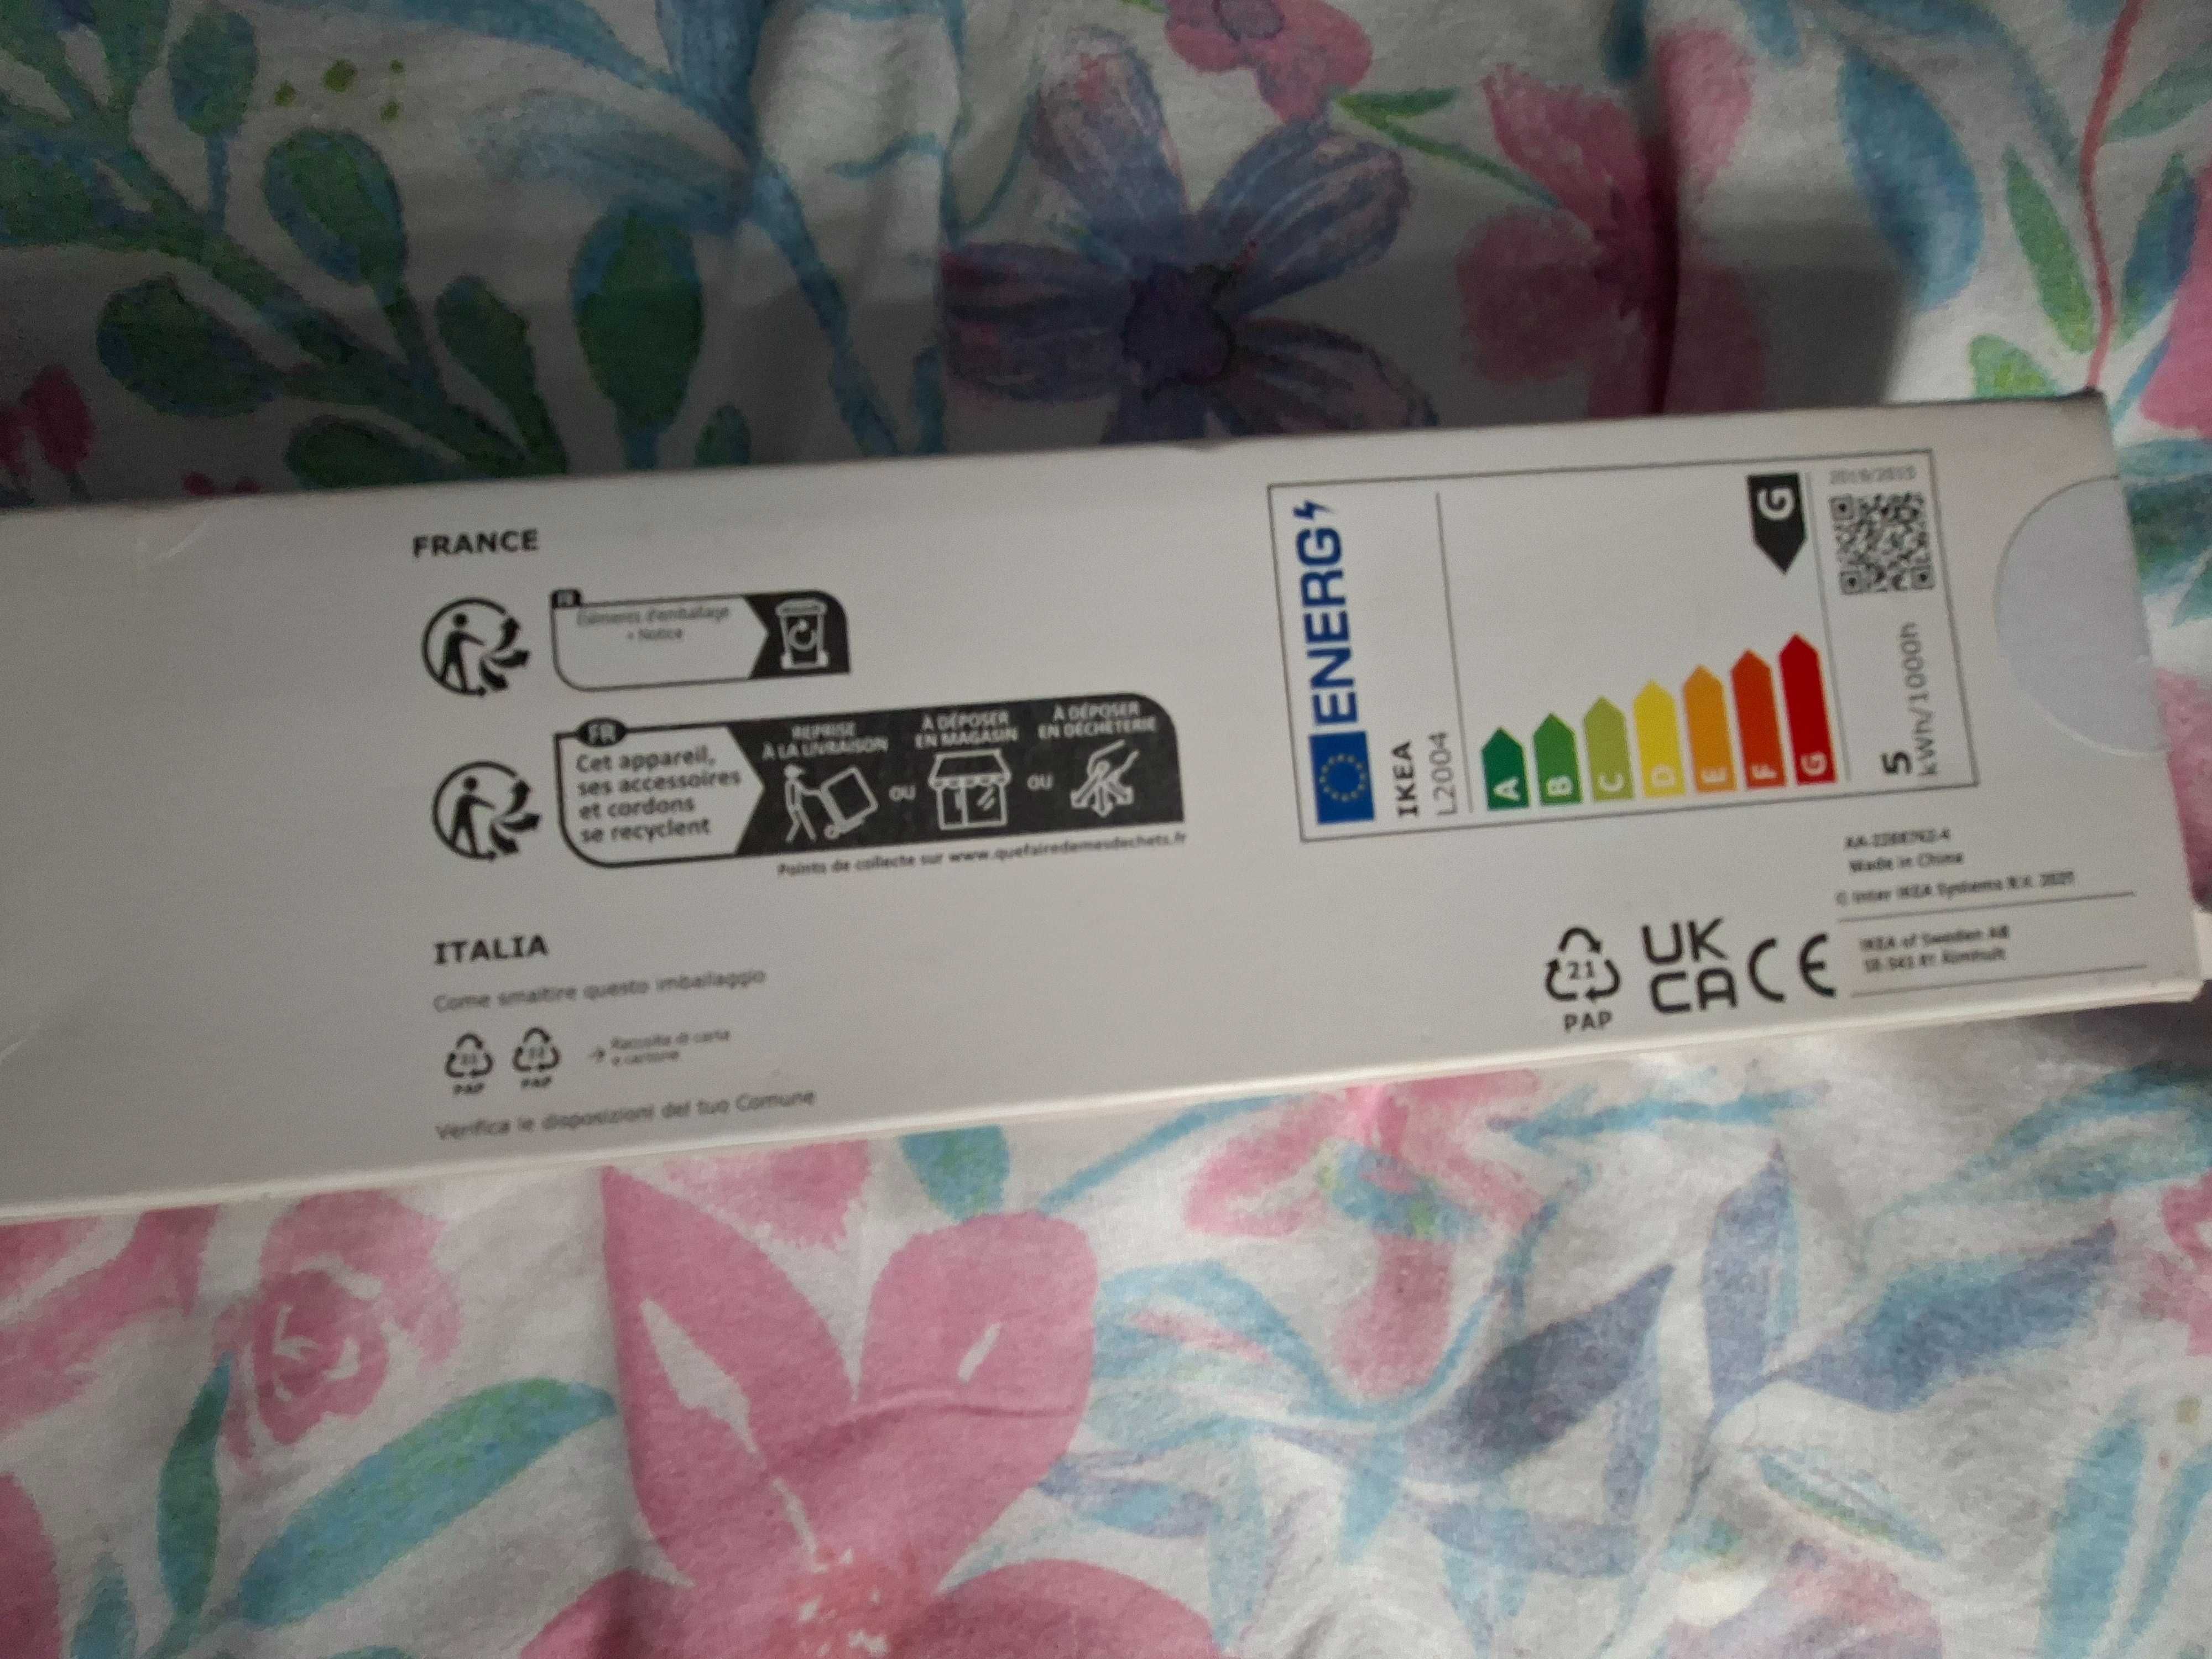 FRANCE
FR
Éléments d'emballage
+ Notice
FR
Cet appareil,
ses accessoires
et cordons
se recyclent
REPRISE
À LA LIVRAISON
OU
À DÉPOSER
EN MAGASIN
OU
À DÉPOSER
EN DÉCHÈTERIE
Points de collecte sur www.quefairedemesdechets.fr
ITALIA
Come smaltire questo imballaggio
PAP
PAP
→ Raccolta di carta
e cartone
Verifica le disposizioni del tuo Comune
ENERG
IKEA
L2004
A
B
C
D
E
F
G
G
5
kWh/1000h
2019/2015
Made in China
© Inter IKEA Systems B.V.
IKEA of Sweden AB
21
PAP
UK
CA
CE